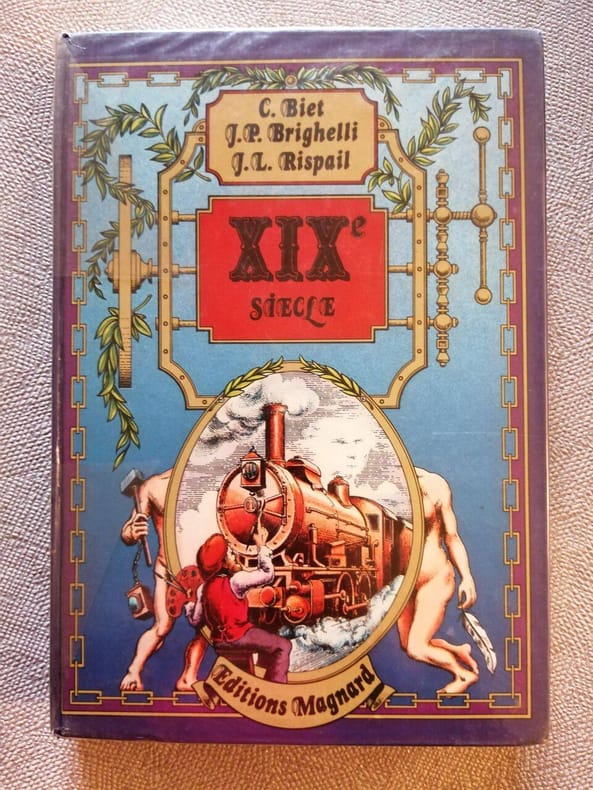 C. Biet
J.P. Brighelli
J.L. Rispail
XIXe
SIECLE
Editions Magnard